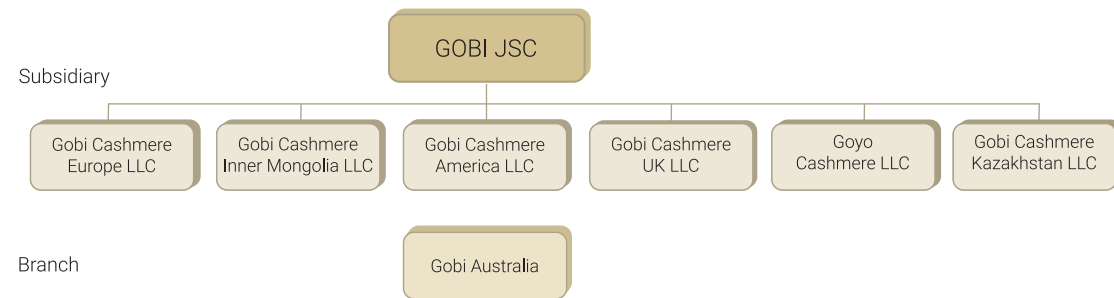 GOBI JSC
Subsidiary
Gobi Cashmere
Europe LLC
Gobi Cashmere
Inner Mongolia LLC
Gobi Cashmere
America LLC
Gobi Cashmere
UK LLC
Goyo
Cashmere LLC
Gobi Cashmere
Kazakhstan LLC
Branch
Gobi Australia